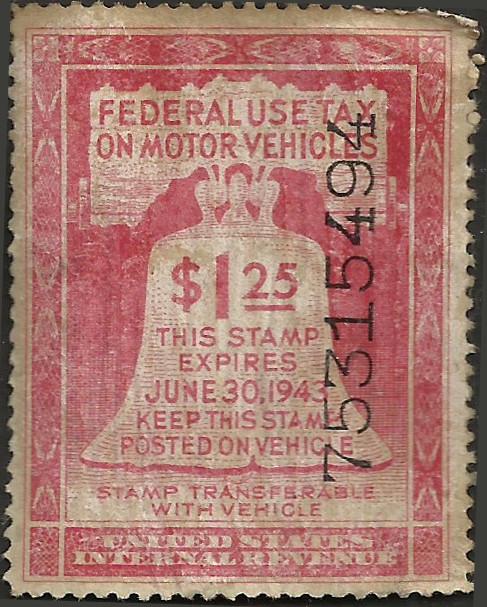 FEDERAL USE TAX
ON MOTOR VEHICLES
$1 25
THIS STAMP
EXPIRES
JUNE 30, 1943
KEEP THIS STAMP
POSTED ON VEHICLE
STAMP TRANSFERABLE
WITH VEHICLE
UNITED STATES
INTERNAL REVENUE
75315494